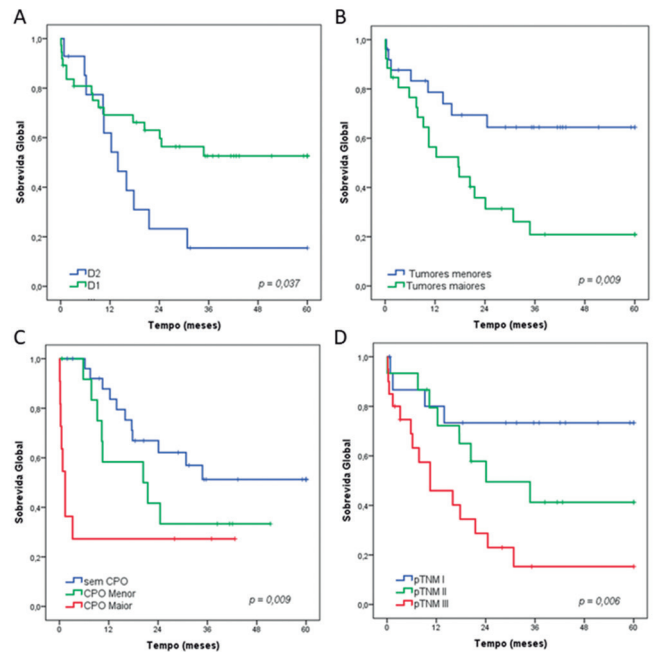 A
Sobrevida Global
1,0
0,8
0,6
0,4
0,2
0,0
D2
D1
...
p = 0,037
0 12 24 36 48 60
Tempo (meses)
B
Sobrevida Global
1,0
0,8
0,6
0,4
0,2
0,0
Tumores menores
Tumores maiores
p = 0,009
0 12 24 36 48 60
Tempo (meses)
C
Sobrevida Global
1,0
0,8
0,6
0,4
0,2
0,0
sem CPO
CPO Menor
CPO Maior
p = 0,009
0 12 24 36 48 60
Tempo (meses)
D
Sobrevida Global
1,0
0,8
0,6
0,4
0,2
0,0
pTNM I
pTNM II
pTNM III
p = 0,006
0 12 24 36 48 60
Tempo (meses)